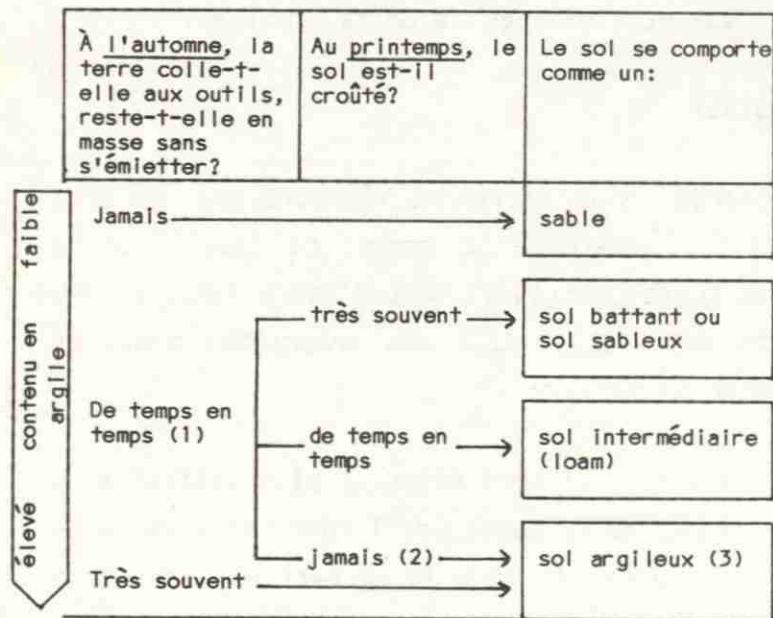 À l'automne, la
terre colle-t-
elle aux outils,
reste-t-elle en
masse sans
s'émietter?
Au printemps, le
sol est-il
croûté?
Le sol se comporte
comme un:
élevé contenu en faible
argile
Jamais
sable
très souvent
sol battant ou
sol sableux
De temps en
temps (1)
de temps en
temps
sol intermédiaire
(loam)
jamais (2)
sol argileux (3)
Très souvent